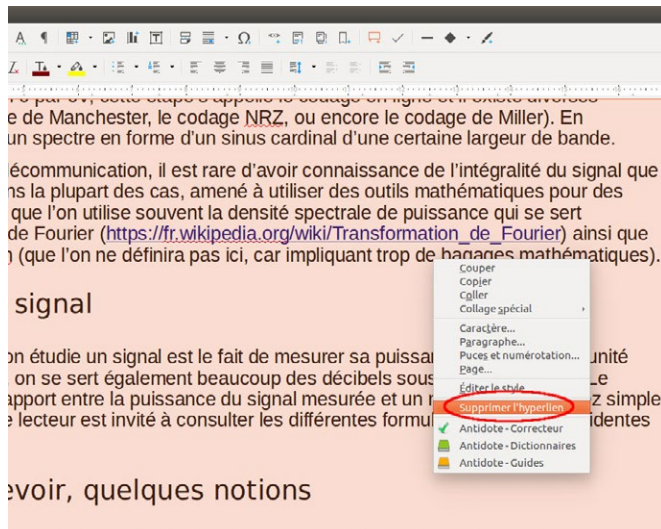 e de Manchester, le codage NRZ, ou encore le codage de Miller). En
un spectre en forme d'un sinus cardinal d'une certaine largeur de bande.
écommunication, il est rare d'avoir connaissance de l'intégralité du signal que
ns la plupart des cas, amené à utiliser des outils mathématiques pour des
que l'on utilise souvent la densité spectrale de puissance qui se sert
de Fourier (https://fr.wikipedia.org/wiki/Transformation_de_Fourier) ainsi que
n (que l'on ne définira pas ici, car impliquant trop de bagages mathématiques).
signal
on étudie un signal est le fait de mesurer sa puissa unité
on se sert également beaucoup des décibels sous Le
apport entre la puissance du signal mesurée et un z simple
e lecteur est invité à consulter les différentes formu identes
evoir, quelques notions
Couper
Copier
Coller
Collage spécial
Caractère...
Paragraphe...
Puces et numérotation...
Page...
Éditer le style...
Supprimer l'hyperlien
Antidote - Correcteur
Antidote - Dictionnaires
Antidote - Guides